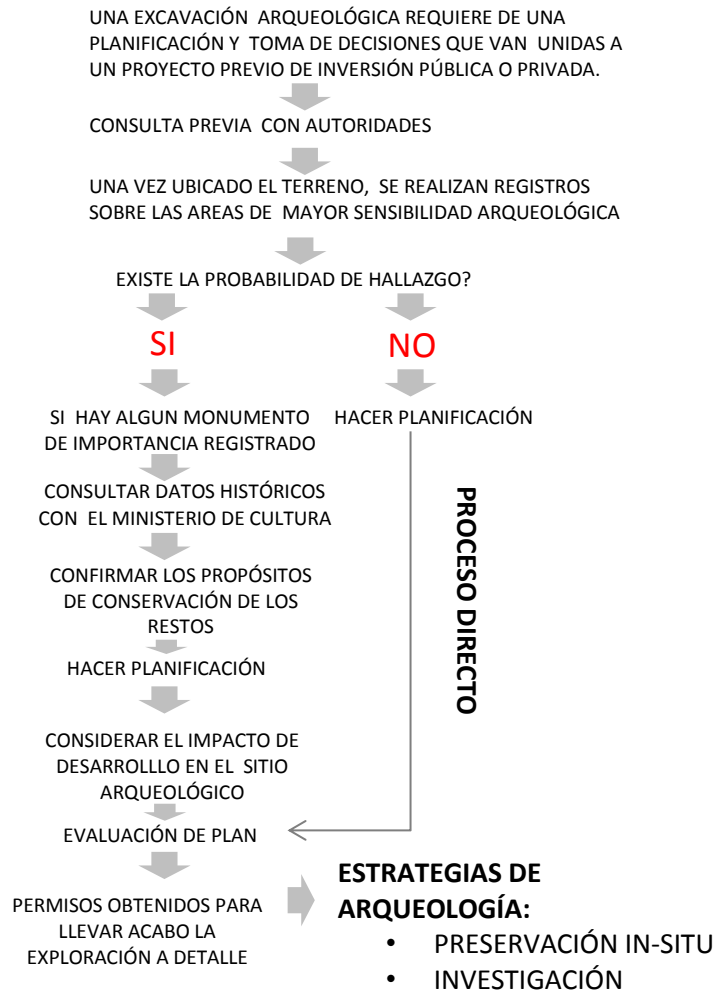 UNA EXCAVACIÓN ARQUEOLÓGICA REQUIERE DE UNA
PLANIFICACIÓN Y TOMA DE DECISIONES QUE VAN UNIDAS A
UN PROYECTO PREVIO DE INVERSIÓN PÚBLICA O PRIVADA.
CONSULTA PREVIA CON AUTORIDADES
UNA VEZ UBICADO EL TERRENO, SE REALIZAN REGISTROS
SOBRE LAS AREAS DE MAYOR SENSIBILIDAD ARQUEOLÓGICA
EXISTE LA PROBABILIDAD DE HALLAZGO?
SI
NO
SI HAY ALGUN MONUMENTO
DE IMPORTANCIA REGISTRADO
HACER PLANIFICACIÓN
CONSULTAR DATOS HISTÓRICOS
CON EL MINISTERIO DE CULTURA
CONFIRMAR LOS PROPÓSITOS
DE CONSERVACIÓN DE LOS
RESTOS
HACER PLANIFICACIÓN
CONSIDERAR EL IMPACTO DE
DESARROLLLO EN EL SITIO
ARQUEOLÓGICO
EVALUACIÓN DE PLAN
PROCESO DIRECTO
PERMISOS OBTENIDOS PARA
LLEVAR ACABO LA
EXPLORACIÓN A DETALLE
ESTRATEGIAS DE
ARQUEOLOGÍA:
• PRESERVACIÓN IN-SITU
• INVESTIGACIÓN